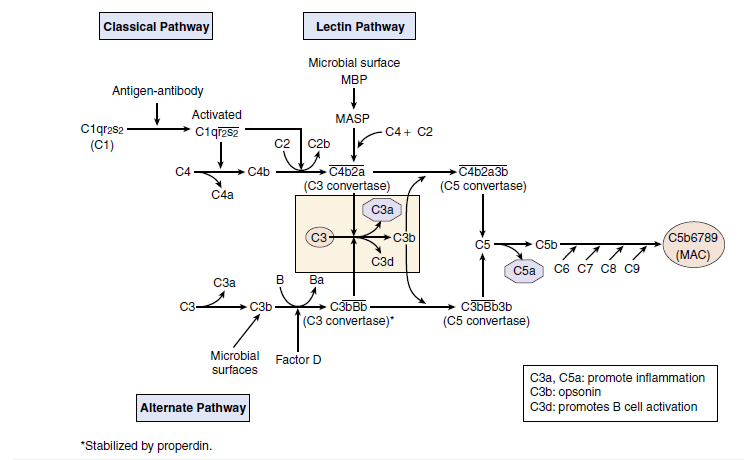 Classical Pathway
Lectin Pathway
Microbial surface
MBP
Antigen-antibody
Activated
MASP
C1qr2s2
(C1)
C1qr2s2
C4 + C2
C2
C2b
C4
C4b
C4a
C4b2a
(C3 convertase)
C4b2a3b
(C5 convertase)
C3a
C3
C3b
C3d
C5
C5b
C5a
C6 C7 C8 C9
C5b6789
(MAC)
C3a
B
Ba
C3
C3b
C3bBb
(C3 convertase)*
C3bBb3b
(C5 convertase)
Microbial
surfaces
Factor D
C3a, C5a: promote inflammation
C3b: opsonin
C3d: promotes B cell activation
Alternate Pathway
*Stabilized by properdin.